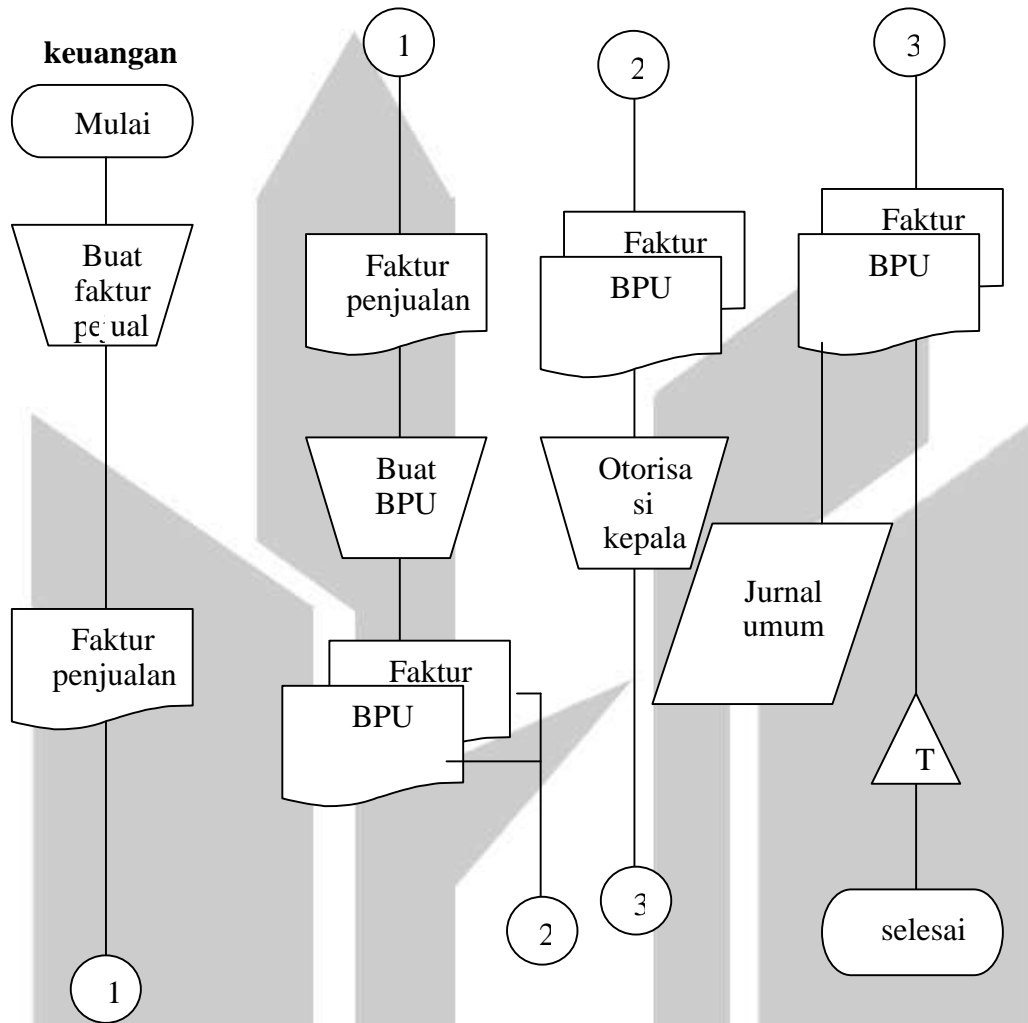 keuangan
Mulai
Buat
faktur
pejual
Faktur
penjualan
1
1
Faktur
penjualan
Buat
BPU
Faktur
BPU
2
2
Faktur
BPU
Otorisa
si
kepala
3
3
Faktur
BPU
Jurnal
umum
T
selesai